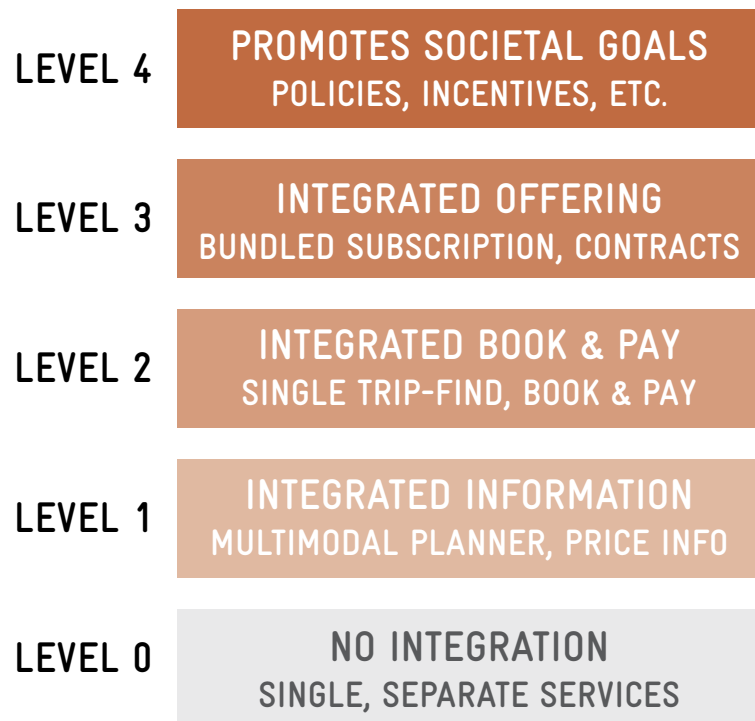 LEVEL 4
PROMOTES SOCIETAL GOALS
POLICIES, INCENTIVES, ETC.
LEVEL 3
INTEGRATED OFFERING
BUNDLED SUBSCRIPTION, CONTRACTS
LEVEL 2
INTEGRATED BOOK & PAY
SINGLE TRIP-FIND, BOOK & PAY
LEVEL 1
INTEGRATED INFORMATION
MULTIMODAL PLANNER, PRICE INFO
LEVEL 0
NO INTEGRATION
SINGLE, SEPARATE SERVICES